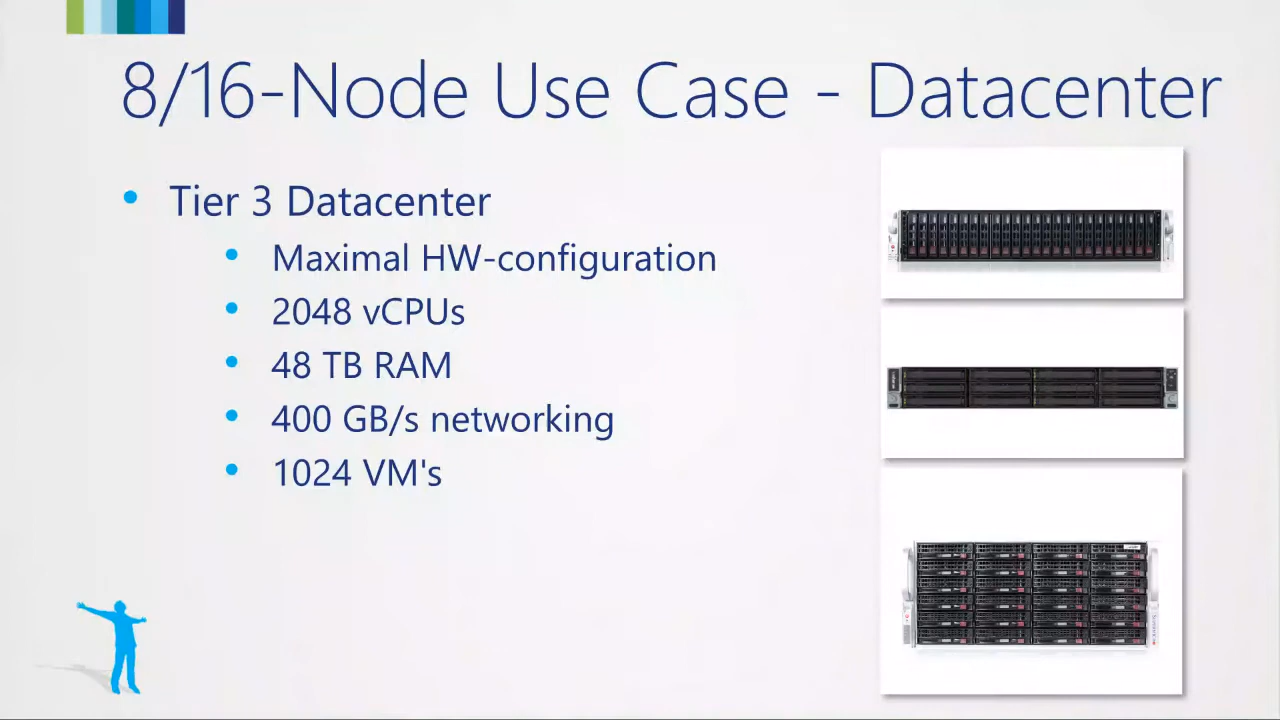 8/16-Node Use Case - Datacenter
Tier 3 Datacenter
Maximal HW-configuration
2048 vCPUs
48 TB RAM
400 GB/s networking
1024 VM's